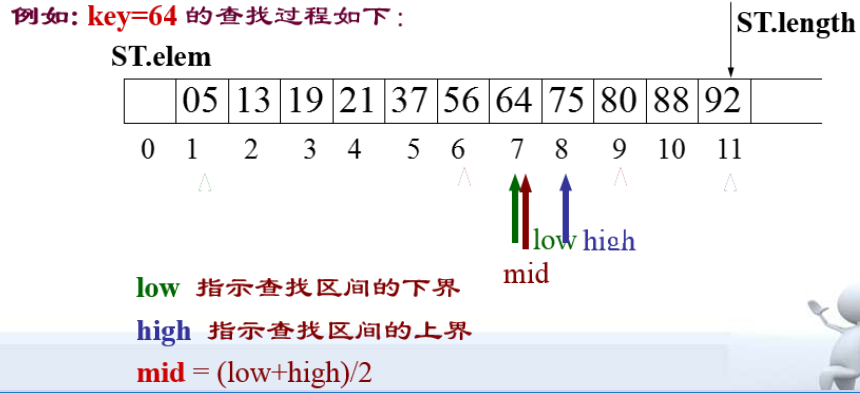 例如: key=64 的查找过程如下:
ST.length
ST.elem
05 13 19 21 37 56 64 75 80 88 92
0 1 2 3 4 5 6 7 8 9 10 11
low high
mid
low 指示查找区间的下界
high 指示查找区间的上界
mid = (low+high)/2